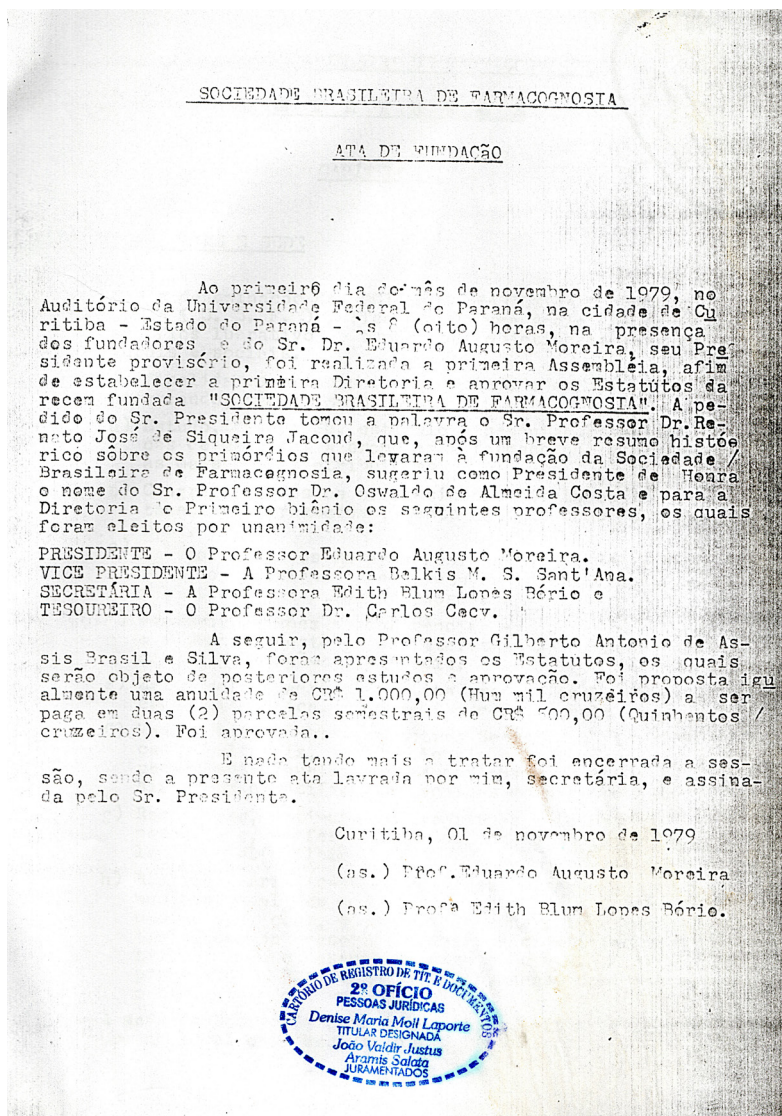 SOCIEDADE BRASILEIRA DE FARMACOGNOSIA
ATA DE FUNDAÇÃO
Ao primeiro dia do mês de novembro de 1979, no
Auditório da Universidade Federal do Paraná, na cidade de Cu
ritiba - Estado do Paraná - às 8 (oito) horas, na presença
dos fundadores e do Sr. Dr. Eduardo Augusto Moreira, seu Pre
sidente provisório, foi realizada a primeira Assembléia, afim
de estabelecer a primeira Diretoria e aprovar os Estatutos da
recem fundada "SOCIEDADE BRASILEIRA DE FARMACOGNOSIA". A pe-
dido do Sr. Presidente tomou a palavra o Sr. Professor Dr. Re-
nato José de Siqueira Jacoud, que, após um breve resumo histó
rico sôbre os primórdios que levaram à fundação da Sociedade /
Brasileira de Farmacognosia, sugeriu como Presidente de Honra
o nome do Sr. Professor Dr. Oswaldo de Almeida Costa e para a
Diretoria do Primeiro biênio os seguintes professores, os quais
foram eleitos por unanimidade:
PRESIDENTE - O Professor Eduardo Augusto Moreira.
VICE PRESIDENTE - A Professora Belkis M. S. Sant'Ana.
SECRETÁRIA - A Professora Edith Blum Lopes Bório e
TESOUREIRO - O Professor Dr. Carlos Cecy.
A seguir, pelo Professor Gilberto Antonio de As-
sis Brasil e Silva, foram apresntados os Estatutos, os quais
serão objeto de posteriores estudos e aprovação. Foi proposta igu
almente uma anuidade de CR$ 1.000,00 (Hum mil cruzeiros) a ser
paga em duas (2) parcelas semestrais de CR$ 500,00 (Quinhentos /
cruzeiros). Foi aprovada..
E nada tendo mais a tratar foi encerrada a ses-
são, sendo a presente ata lavrada por mim, secretária, e assina-
da pelo Sr. Presidente.
Curitiba, 01 de novembro de 1979
(as.) Prof. Eduardo Augusto Moreira
(as.) Profª Edith Blum Lopes Bório.
CARTÓRIO DE REGISTRO DE TIT. E DOCUMENTOS
2º OFÍCIO
PESSOAS JURÍDICAS
Denise Maria Moll Laporte
TITULAR DESIGNADA
João Valdir Justus
Aramis Salata
JURAMENTADOS